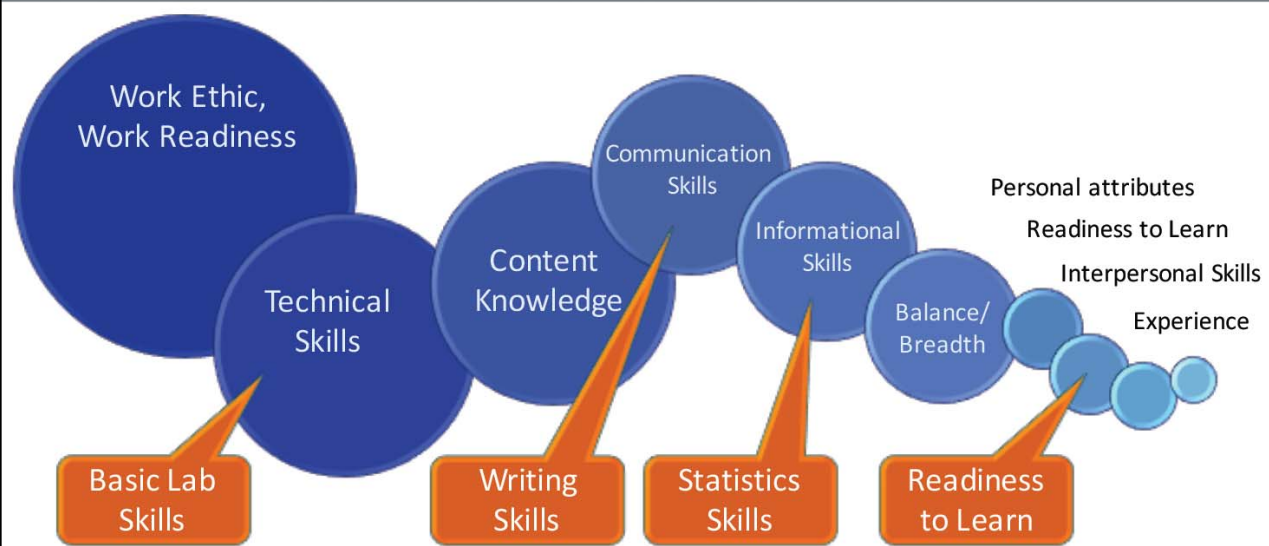 Work Ethic,
Work Readiness
Technical
Skills
Content
Knowledge
Communication
Skills
Informational
Skills
Balance/
Breadth
Personal attributes
Readiness to Learn
Interpersonal Skills
Experience
Basic Lab
Skills
Writing
Skills
Statistics
Skills
Readiness
to Learn